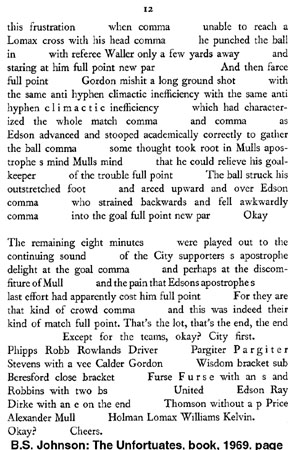 12
this frustration when comma unable to reach a
Lomax cross with his head comma he punched the ball
in with referee Waller only a few yards away and
staring at him full point new par And then farce
full point Gordon mishit a long ground shot with
the same anti hyphen climactic inefficiency with the same anti
hyphen c l i m a c t i c inefficiency which had character-
ized the whole match comma and comma as
Edson advanced and stooped academically correctly to gather
the ball comma some thought took root in Mulls apos-
trophe s mind Mulls mind that he could relieve his goal-
keeper of the trouble full point The ball struck his
outstretched foot and arced upward and over Edson
comma who strained backwards and fell awkwardly
comma into the goal full point new par Okay
The remaining eight minutes were played out to the
continuing sound of the City supporters s apostrophe
delight at the goal comma and perhaps at the discom-
fiture of Mull and the pain that Edsons apostrophe s
last effort had apparently cost him full point For they are
that kind of crowd comma and this was indeed their
kind of match full point. That's the lot, that's the end, the end
Except for the teams, okay? City first.
Phipps Robb Rowlands Driver Pargiter P a r g i t e r
Stevens with a vee Calder Gordon Wisdom bracket sub
Beresford close bracket Furse F u r s e with an s and
Robbins with two bs United Edson Ray
Dirke with an e on the end Thomson without a p Price
Alexander Mull Holman Lomax Williams Kelvin.
Okay? Cheers.
B.S. Johnson: The Unfortuates, book, 1969, page